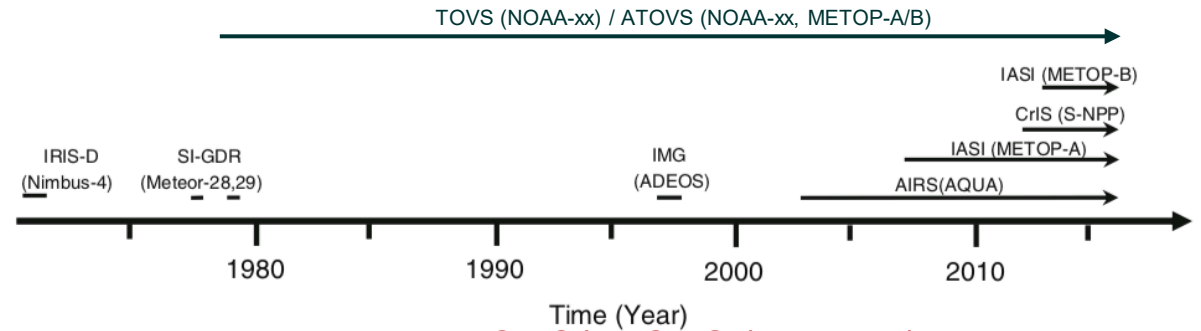 TOVS (NOAA-xx) / ATOVS (NOAA-xx, METOP-A/B)
IASI (METOP-B)
CrIS (S-NPP)
IASI (METOP-A)
AIRS(AQUA)
IRIS-D
(Nimbus-4)
SI-GDR
(Meteor-28,29)
IMG
(ADEOS)
1980 1990 2000 2010
Time (Year)